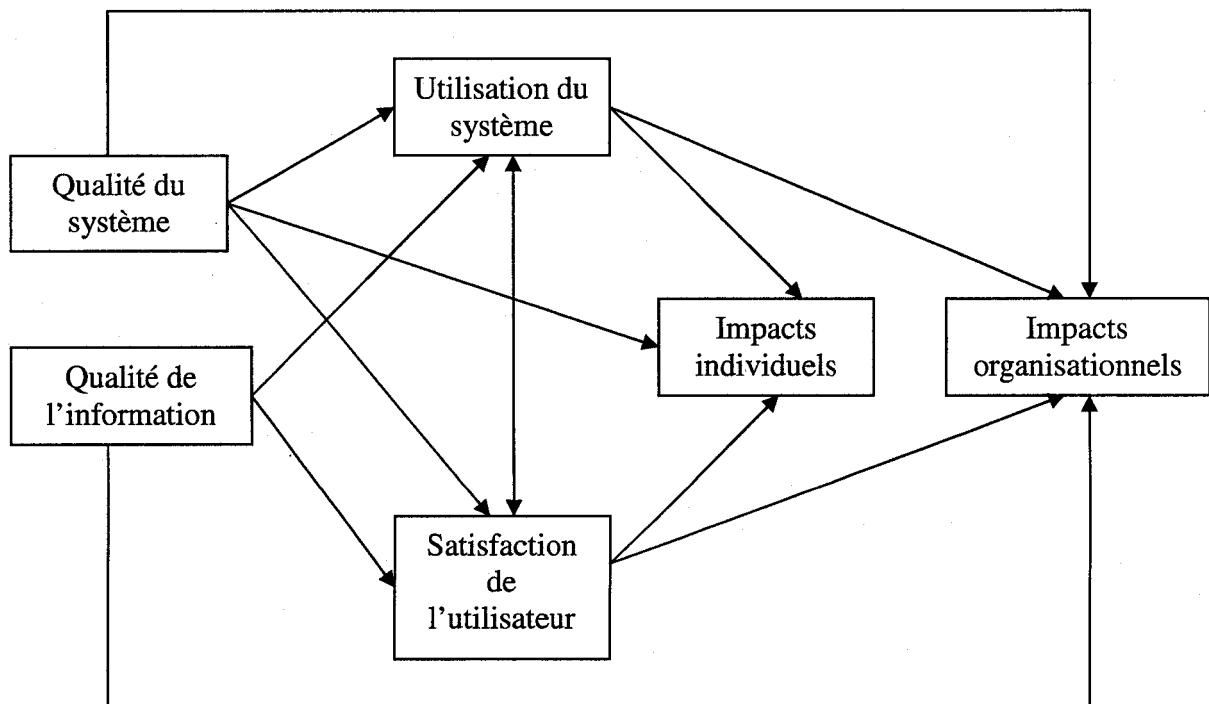 Utilisation du
système
Qualité du
système
Impacts
individuels
Impacts
organisationnels
Qualité de
l'information
Satisfaction
de
l'utilisateur